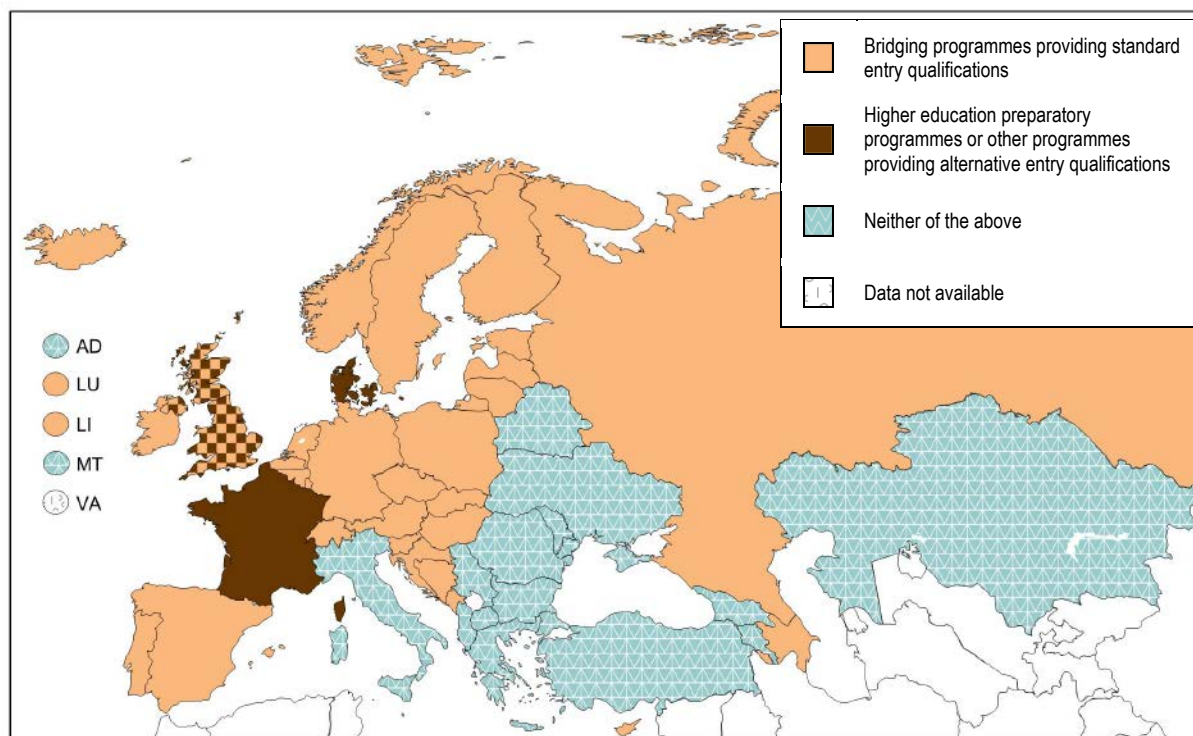 Bridging programmes providing standard
entry qualifications
Higher education preparatory
programmes or other programmes
providing alternative entry qualifications
Neither of the above
Data not available
AD
LU
LI
MT
VA